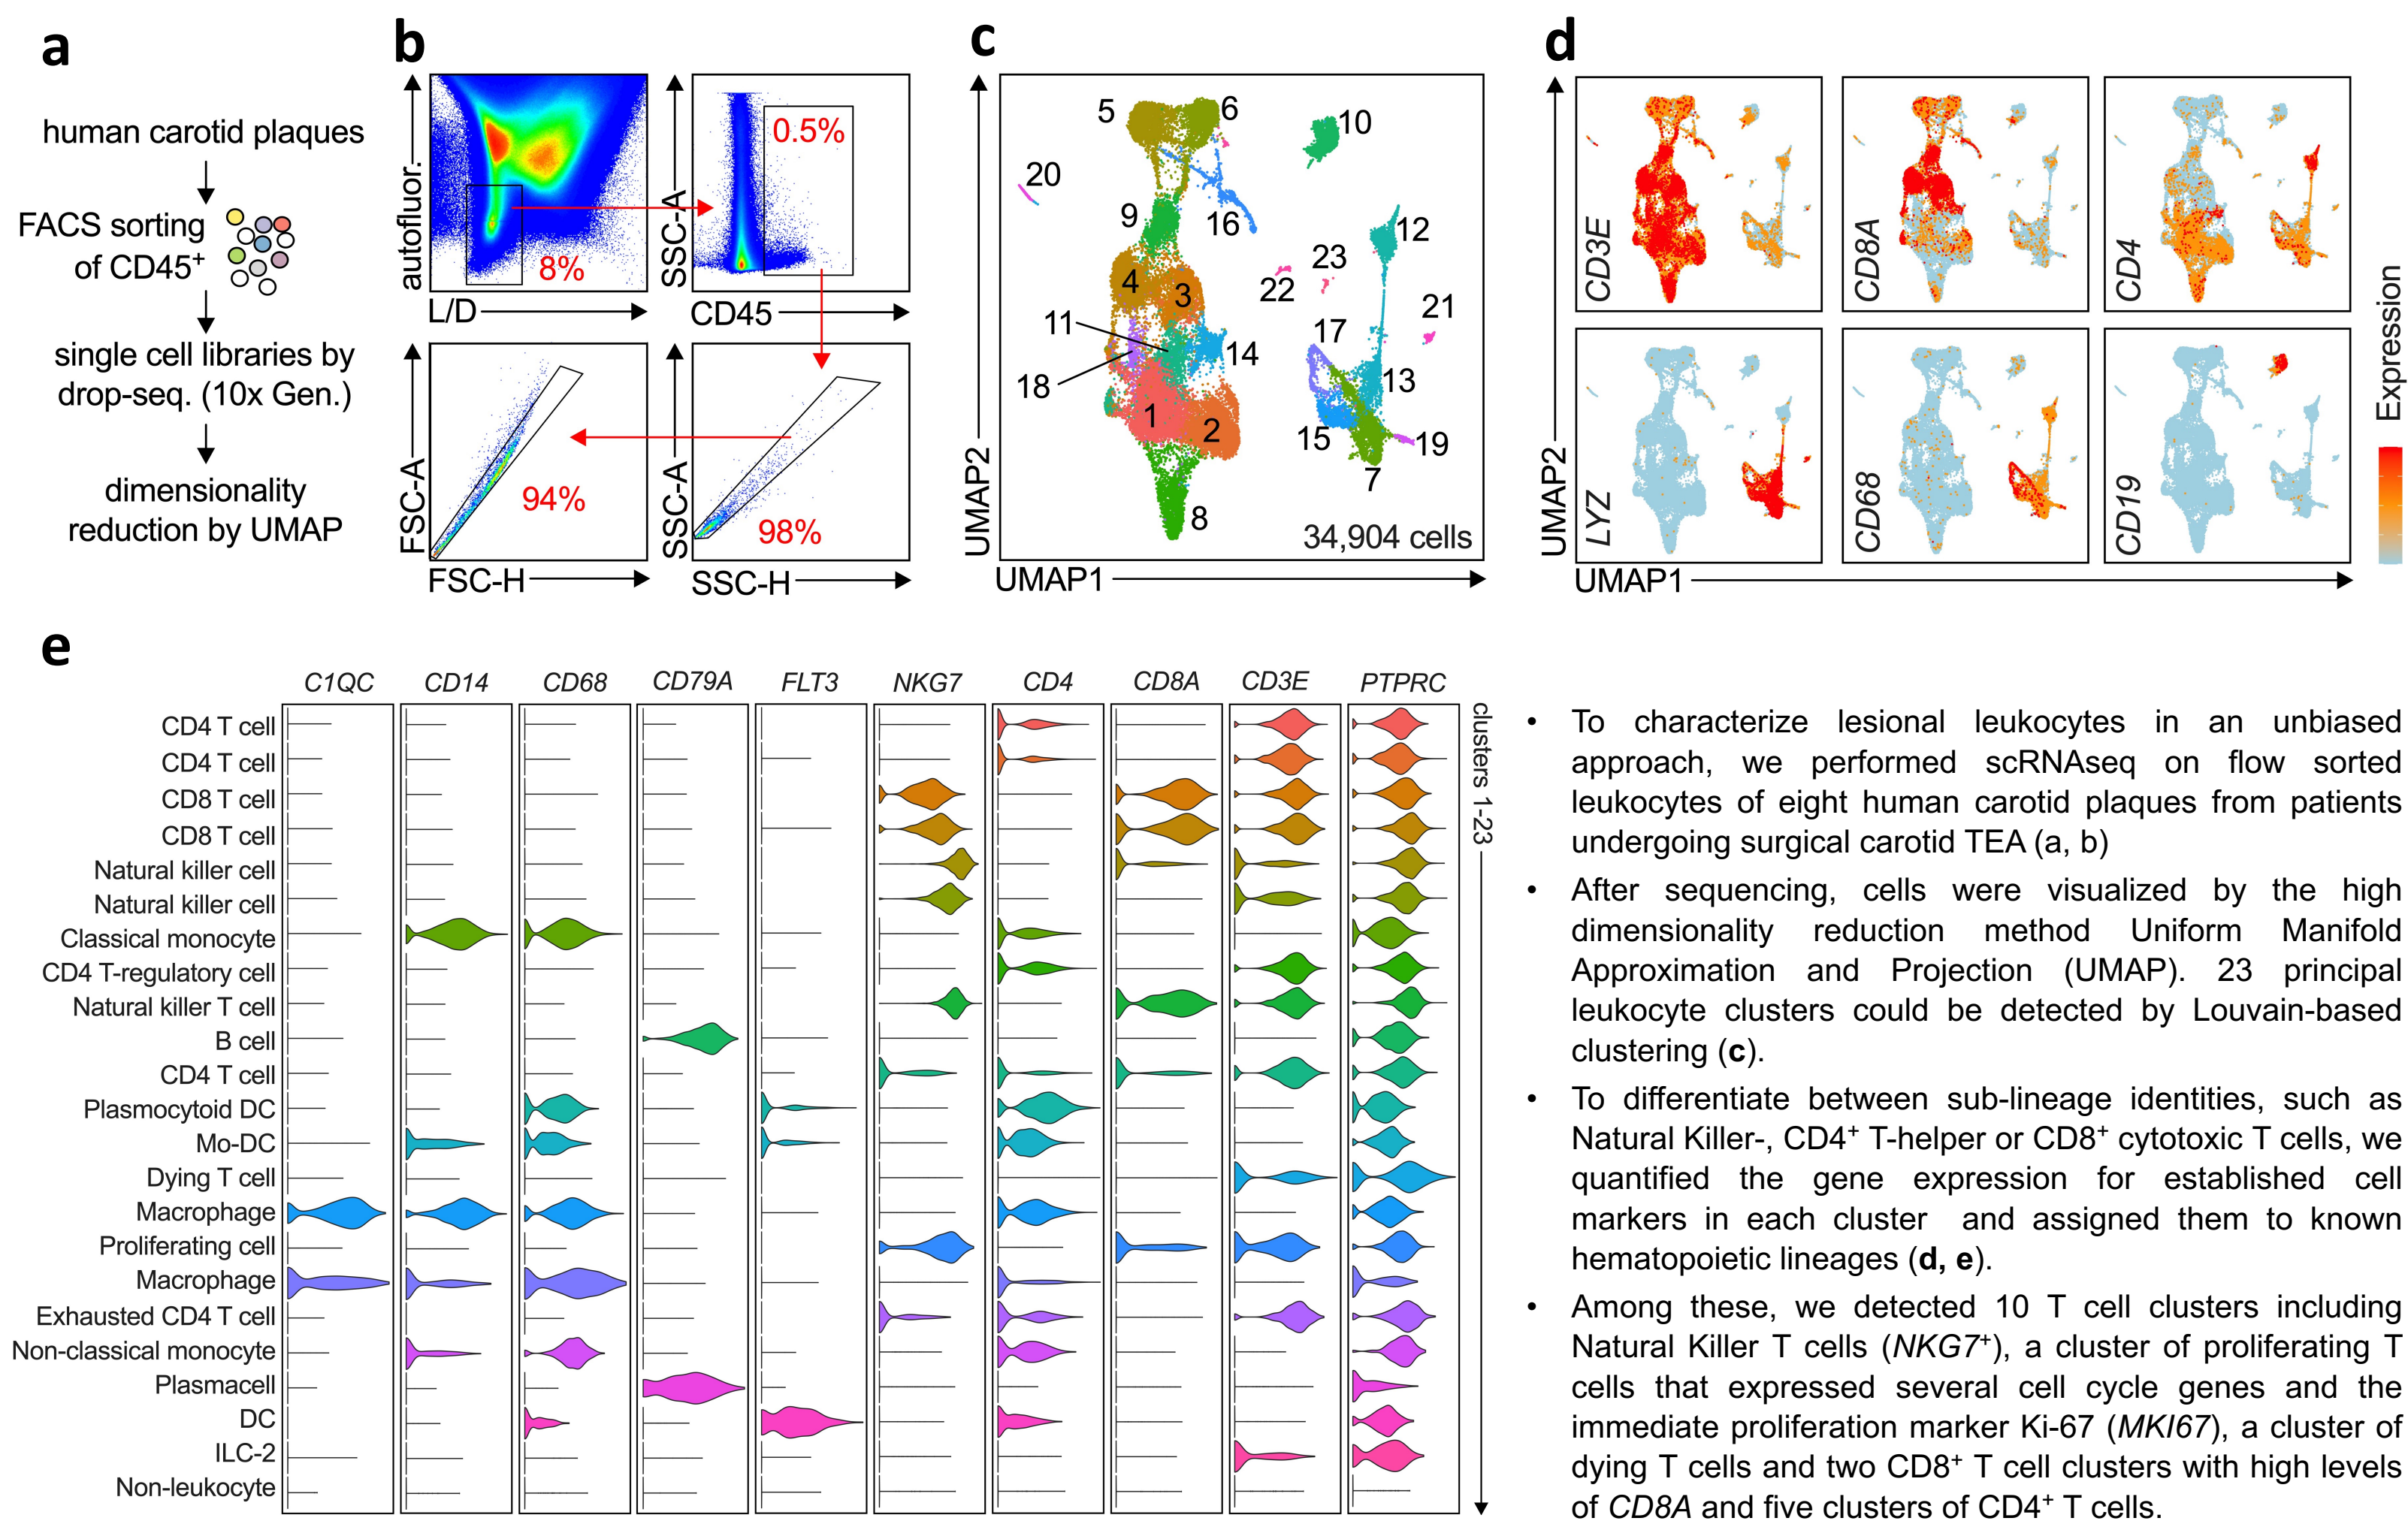 a
human carotid plaques
FACS sorting
of CD45+
single cell libraries by
drop-seq. (10x Gen.)
dimensionality
reduction by UMAP
b
autofluor.
8%
L/D
SSC-A
0.5%
CD45
FSC-A
94%
FSC-H
SSC-A
98%
SSC-H
c
5
6
10
20
9
16
12
4
3
22
23
21
11
14
17
18
13
1
2
15
19
7
8
34,904 cells
UMAP2
UMAP1
d
CD3E
CD8A
CD4
LYZ
CD68
CD19
UMAP2
UMAP1
Expression
e
C1QC CD14 CD68 CD79A FLT3 NKG7 CD4 CD8A CD3E PTPRC
CD4 T cell
CD4 T cell
CD8 T cell
CD8 T cell
Natural killer cell
Natural killer cell
Classical monocyte
CD4 T-regulatory cell
Natural killer T cell
B cell
CD4 T cell
Plasmocytoid DC
Mo-DC
Dying T cell
Macrophage
Proliferating cell
Macrophage
Exhausted CD4 T cell
Non-classical monocyte
Plasmacell
DC
ILC-2
Non-leukocyte
clusters 1-23
• To characterize lesional leukocytes in an unbiased
approach, we performed scRNAseq on flow sorted
leukocytes of eight human carotid plaques from patients
undergoing surgical carotid TEA (a, b)
• After sequencing, cells were visualized by the high
dimensionality reduction method Uniform Manifold
Approximation and Projection (UMAP). 23 principal
leukocyte clusters could be detected by Louvain-based
clustering (c).
• To differentiate between sub-lineage identities, such as
Natural Killer-, CD4+ T-helper or CD8+ cytotoxic T cells, we
quantified the gene expression for established cell
markers in each cluster and assigned them to known
hematopoietic lineages (d, e).
• Among these, we detected 10 T cell clusters including
Natural Killer T cells (NKG7+), a cluster of proliferating T
cells that expressed several cell cycle genes and the
immediate proliferation marker Ki-67 (MKI67), a cluster of
dying T cells and two CD8+ T cell clusters with high levels
of CD8A and five clusters of CD4+ T cells.